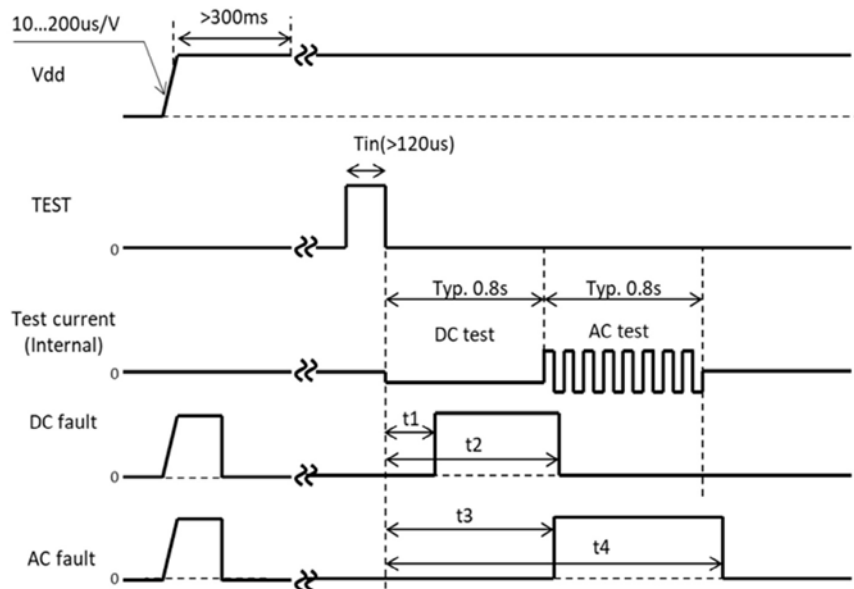 10...200us/V
>300ms
Vdd
Tin(>120us)
TEST
0
Typ. 0.8s
Typ. 0.8s
Test current
(Internal)
DC test
AC test
0
DC fault
t1
t2
0
t3
AC fault
t4
0